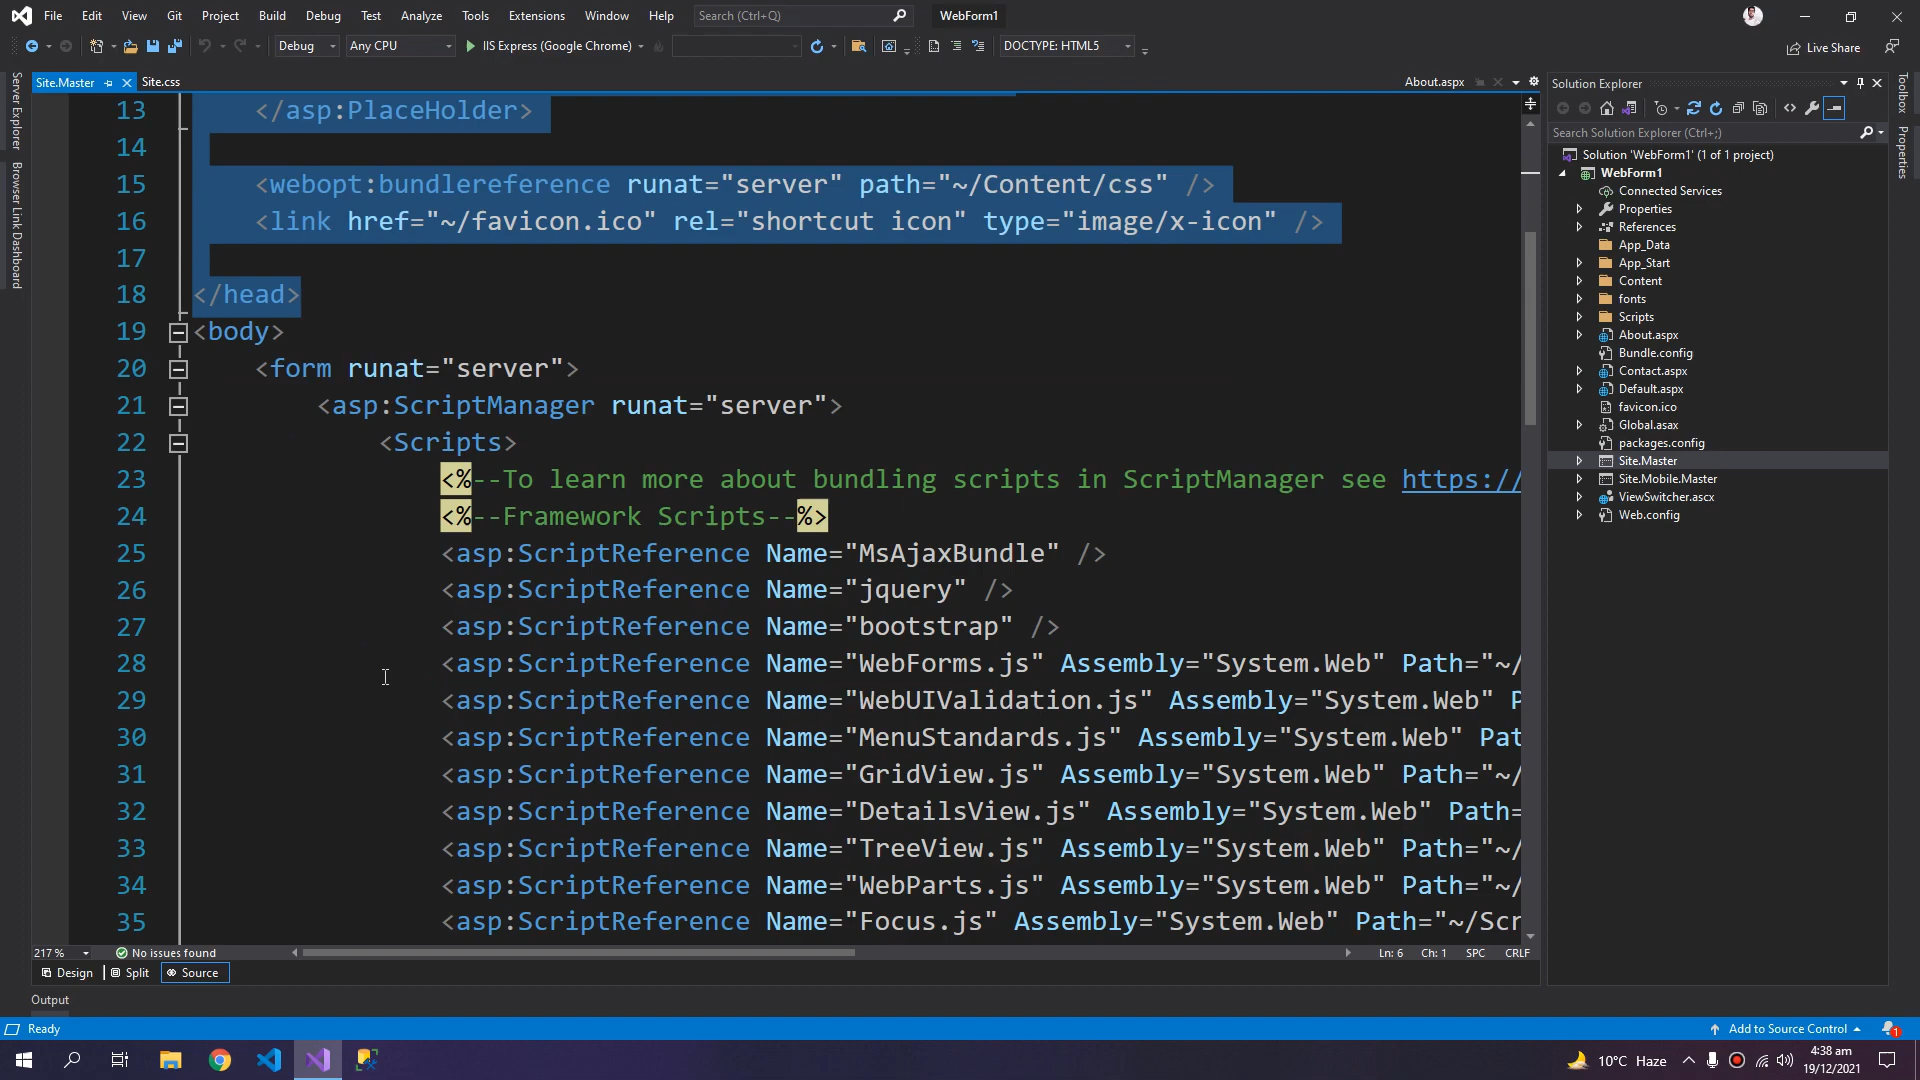 File Edit View Git Project Build Debug Test Analyze Tools Extensions Window Help Search (Ctrl+Q) WebForm1
Debug Any CPU IIS Express (Google Chrome) DOCTYPE: HTML5 Live Share
Server Explorer
Browser Link Dashboard
Site.Master Site.css About.aspx
13 </asp:PlaceHolder>
14
15 <webopt:bundlereference runat="server" path="~/Content/css" />
16 <link href="~/favicon.ico" rel="shortcut icon" type="image/x-icon" />
17
18 </head>
19 <body>
20 <form runat="server">
21 <asp:ScriptManager runat="server">
22 <Scripts>
23 <%--To learn more about bundling scripts in ScriptManager see https://
24 <%--Framework Scripts--%>
25 <asp:ScriptReference Name="MsAjaxBundle" />
26 <asp:ScriptReference Name="jquery" />
27 <asp:ScriptReference Name="bootstrap" />
28 <asp:ScriptReference Name="WebForms.js" Assembly="System.Web" Path="~/
29 <asp:ScriptReference Name="WebUIValidation.js" Assembly="System.Web" P
30 <asp:ScriptReference Name="MenuStandards.js" Assembly="System.Web" Pat
31 <asp:ScriptReference Name="GridView.js" Assembly="System.Web" Path="~/
32 <asp:ScriptReference Name="DetailsView.js" Assembly="System.Web" Path=
33 <asp:ScriptReference Name="TreeView.js" Assembly="System.Web" Path="~/
34 <asp:ScriptReference Name="WebParts.js" Assembly="System.Web" Path="~/
35 <asp:ScriptReference Name="Focus.js" Assembly="System.Web" Path="~/Scr
217 % No issues found Ln: 6 Ch: 1 SPC CRLF
Design Split Source
Output
Solution Explorer
Search Solution Explorer (Ctrl+;)
Solution 'WebForm1' (1 of 1 project)
WebForm1
Connected Services
Properties
References
App_Data
App_Start
Content
fonts
Scripts
About.aspx
Bundle.config
Contact.aspx
Default.aspx
favicon.ico
Global.asax
packages.config
Site.Master
Site.Mobile.Master
ViewSwitcher.ascx
Web.config
Toolbox
Properties
Ready Add to Source Control 1
10°C Haze 4:38 am
19/12/2021